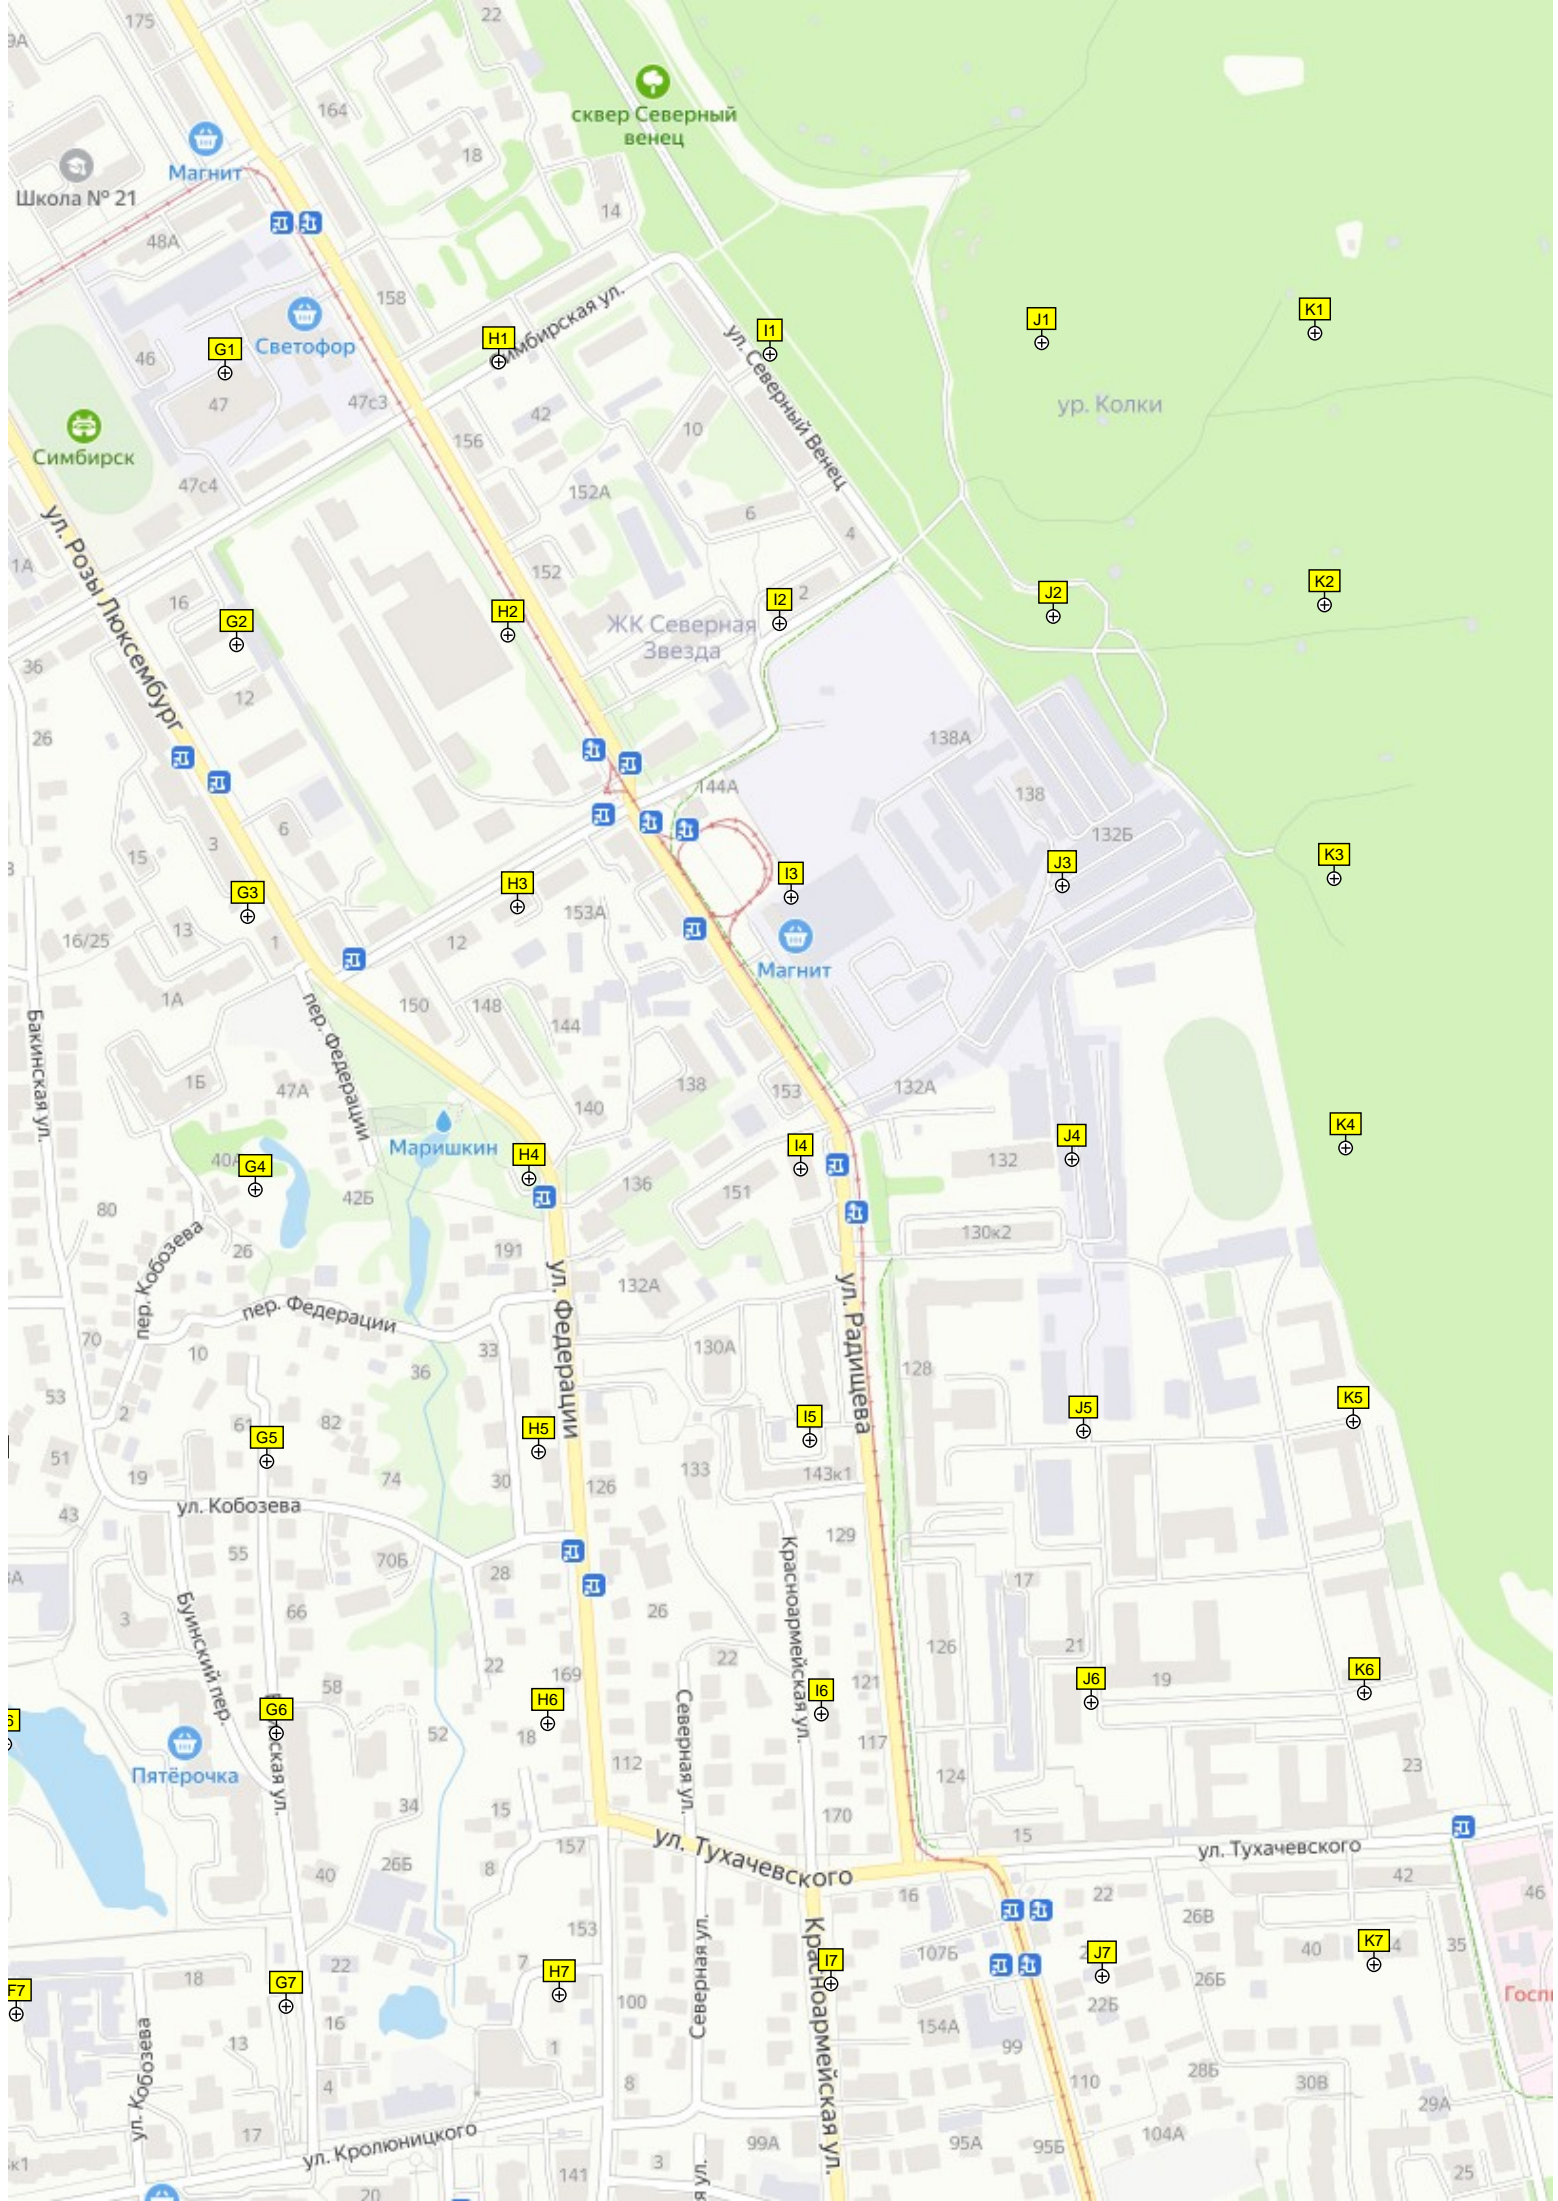 22
175
9А
сквер Северный
венец
164
Магнит
18
Школа № 21
14
48А
158
Симбирская ул.
K1
J1
I1
H1
G1
Светофор
46
ул. Северный Венец
47
47с3
42
ур. Колки
10
156
Симбирск
47с4
152А
6
4
ул. Розы Люксембург
1А
152
K2
2
J2
I2
16
H2
G2
ЖК Северная
Звезда
36
12
26
138А
144А
138
6
132Б
3
15
K3
J3
I3
H3
G3
153А
13
16/25
1
12
Магнит
1А
150
148
пер. Федерации
144
Бакинская ул.
1Б
47А
138
153
132А
140
K4
J4
Маришкин
I4
H4
40А
G4
132
136
151
42Б
80
130к2
пер. Кобозева
26
191
132А
ул. Федерации
ул. Радищева
пер. Федерации
70
33
130А
10
36
128
53
K5
2
J5
61
82
I5
H5
G5
51
133
143к1
19
74
30
126
ул. Кобозева
43
129
Красноармейская ул.
55
70Б
28
17
Буинский пер.
3
66
26
126
21
22
22
K6
169
121
19
J6
58
I6
H6
G6
Северная ул.
52
18
117
Пятёрочка
112
23
124
34
15
170
15
ул. Тухачевского
157
ул. Тухачевского
26Б
8
40
42
46
16
22
26В
153
107Б
Северная ул.
Красноармейская ул.
35
40
K7
J7
I7
7
H7
22
18
G7
F7
26Б
Госп
100
22Б
16
154А
13
99
1
ул. Кобозева
28Б
110
30В
4
8
29А
17
ул. Кролюницкого
99А
95А
95Б
104А
3
141
25
20